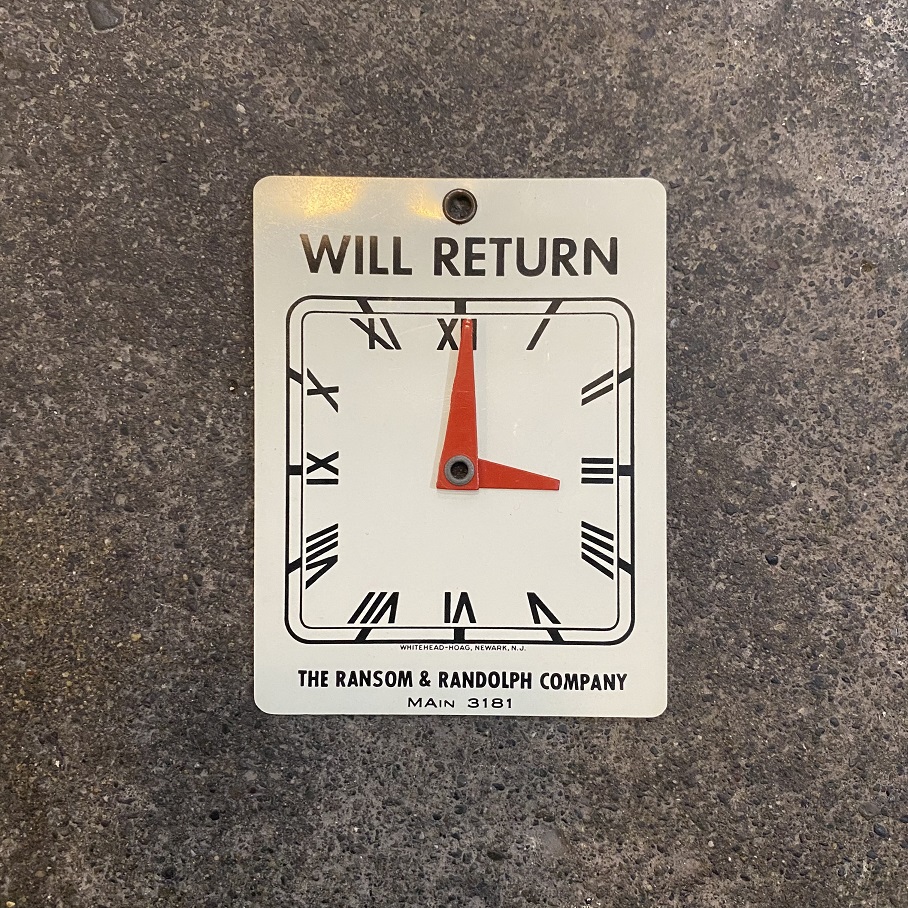 WILL RETURN
XI XII I
X II
IX III
VIII IIII
VII VI V
WHITEHEAD-HOAG, NEWARK, N.J.
THE RANSOM & RANDOLPH COMPANY
MAIN 3181